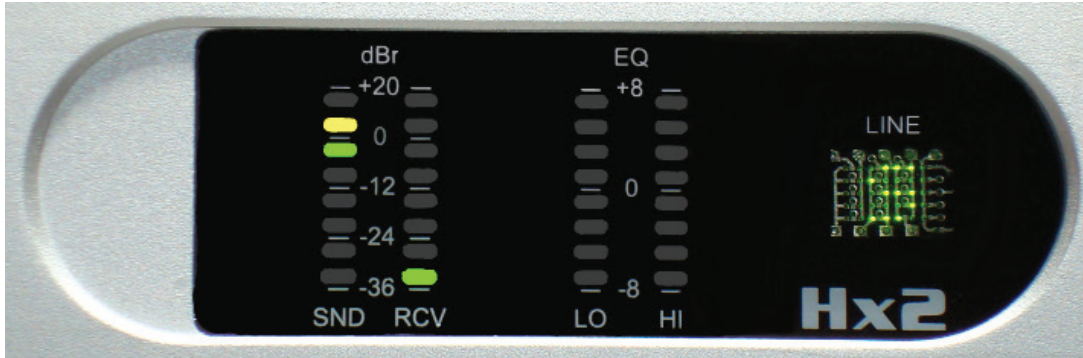 dBr
+20
0
-12
-24
-36
SND RCV
EQ
+8
0
-8
LO HI
LINE
Hx2